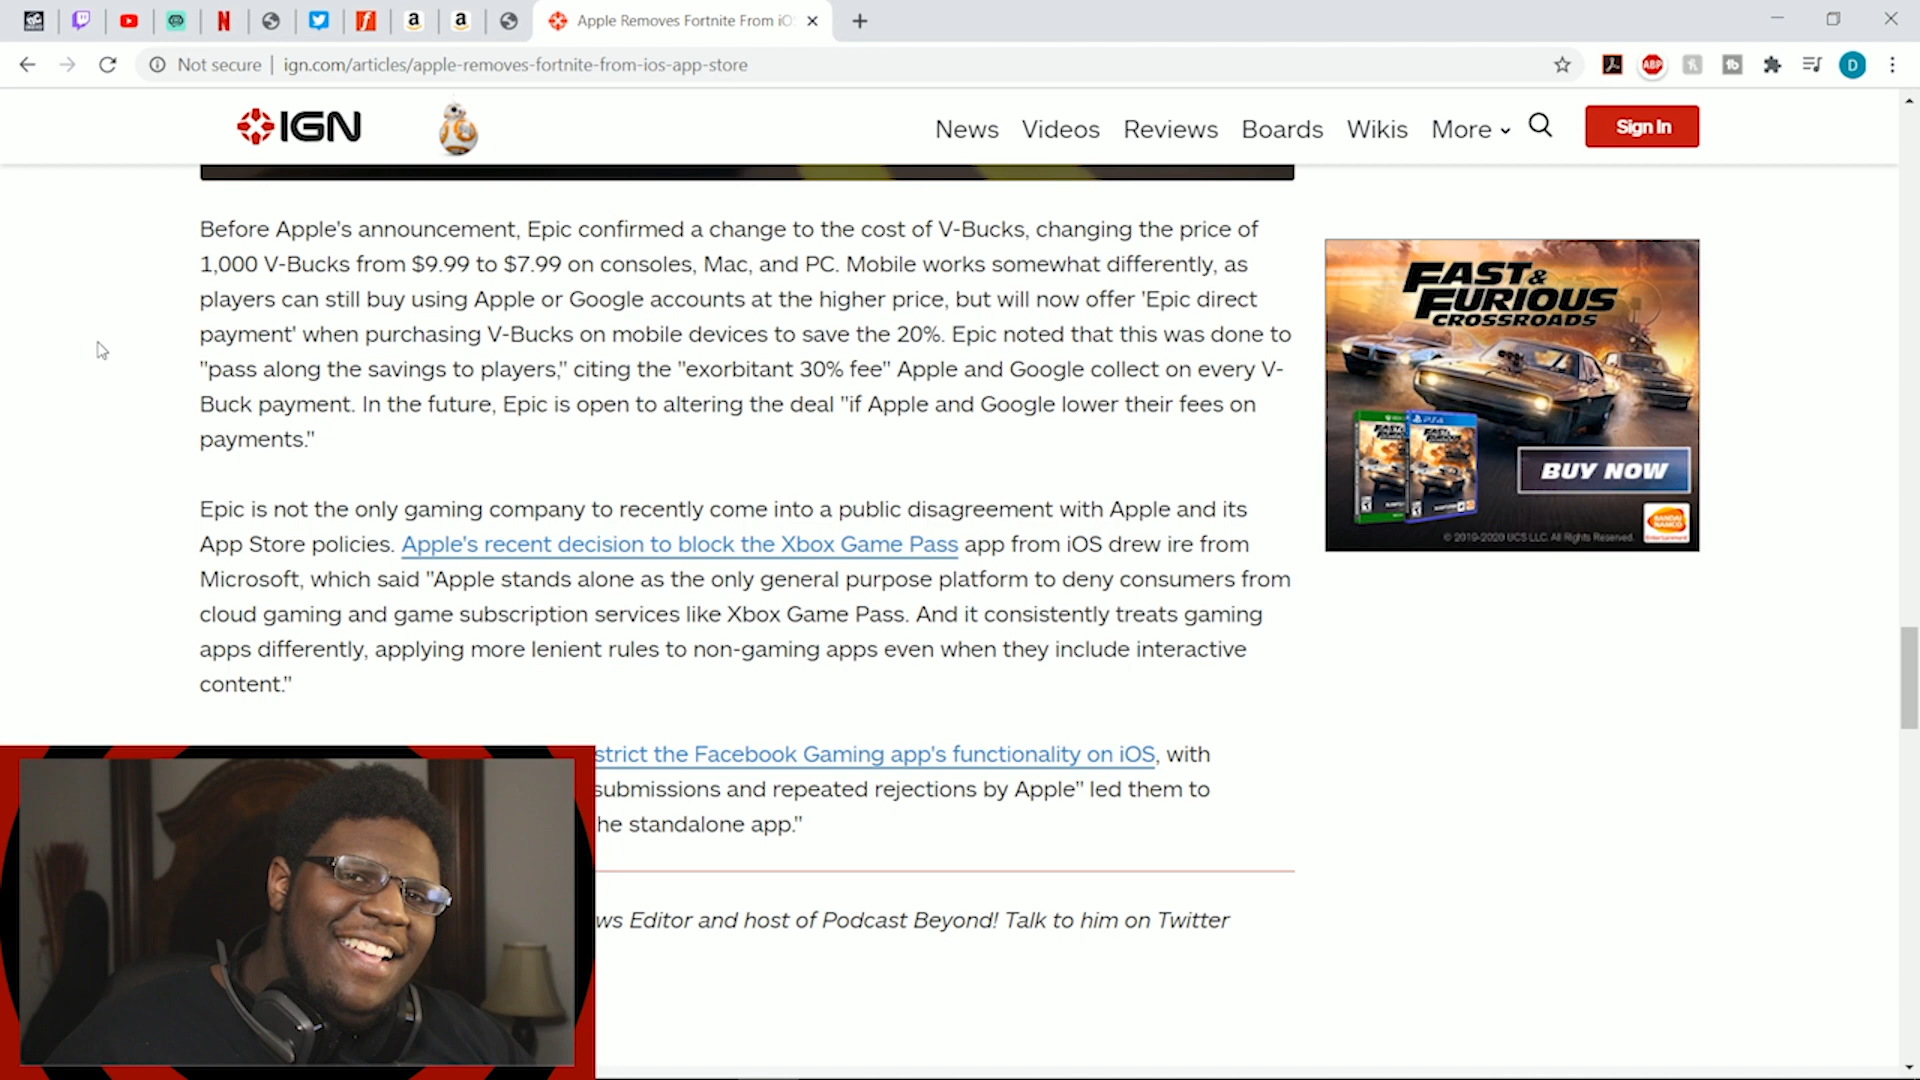 Apple Removes Fortnite From iO
Not secure | ign.com/articles/apple-removes-fortnite-from-ios-app-store
ABP
D
IGN
News Videos Reviews Boards Wikis More
Sign In
Before Apple's announcement, Epic confirmed a change to the cost of V-Bucks, changing the price of
1,000 V-Bucks from $9.99 to $7.99 on consoles, Mac, and PC. Mobile works somewhat differently, as
players can still buy using Apple or Google accounts at the higher price, but will now offer 'Epic direct
payment' when purchasing V-Bucks on mobile devices to save the 20%. Epic noted that this was done to
"pass along the savings to players," citing the "exorbitant 30% fee" Apple and Google collect on every V-
Buck payment. In the future, Epic is open to altering the deal "if Apple and Google lower their fees on
payments."
Epic is not the only gaming company to recently come into a public disagreement with Apple and its
App Store policies. Apple's recent decision to block the Xbox Game Pass app from iOS drew ire from
Microsoft, which said "Apple stands alone as the only general purpose platform to deny consumers from
cloud gaming and game subscription services like Xbox Game Pass. And it consistently treats gaming
apps differently, applying more lenient rules to non-gaming apps even when they include interactive
content."
strict the Facebook Gaming app's functionality on iOS, with
submissions and repeated rejections by Apple" led them to
he standalone app."
ws Editor and host of Podcast Beyond! Talk to him on Twitter
FAST &
FURIOUS
CROSSROADS
PS4
BUY NOW
BANDAI
NAMCO
Entertainment
© 2019-2020 UCS LLC. All Rights Reserved.